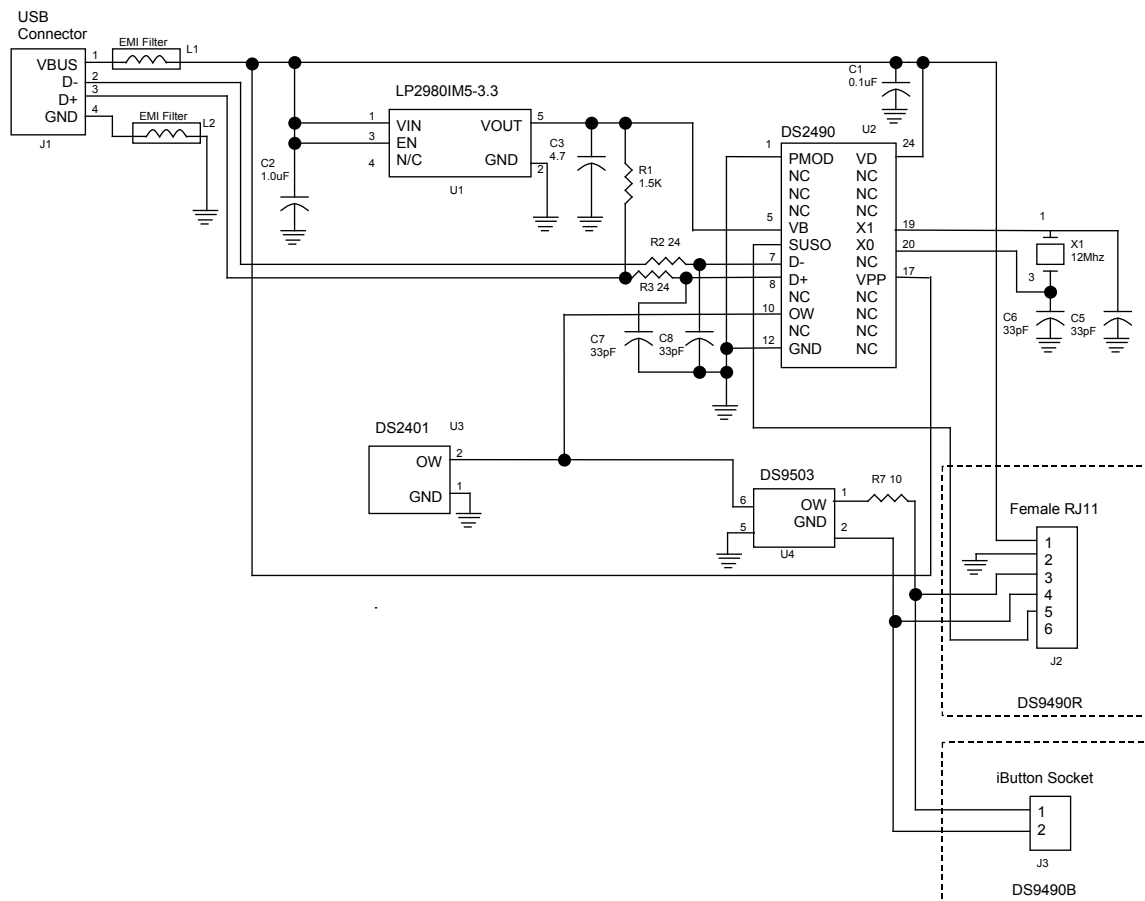 USB
Connector
EMI Filter
L1
VBUS
1
D-
2
D+
3
GND
4
EMI Filter
L2
J1
C1
0.1uF
LP2980IM5-3.3
1
VIN
VOUT
5
3
EN
4
N/C
GND
2
U1
C2
1.0uF
C3
4.7
R1
1.5K
DS2490
U2
1
PMOD
VD
24
NC
NC
NC
NC
NC
NC
5
VB
X1
19
SUSO
X0
20
7
D-
NC
8
D+
VPP
17
NC
NC
10
OW
NC
NC
NC
12
GND
NC
R2 24
R3 24
1
X1
12Mhz
3
C6
33pF
C5
33pF
C7
33pF
C8
33pF
DS2401
U3
OW
2
GND
1
DS9503
6
OW
1
GND
5
2
U4
R7 10
Female RJ11
1
2
3
4
5
6
J2
DS9490R
iButton Socket
1
2
J3
DS9490B